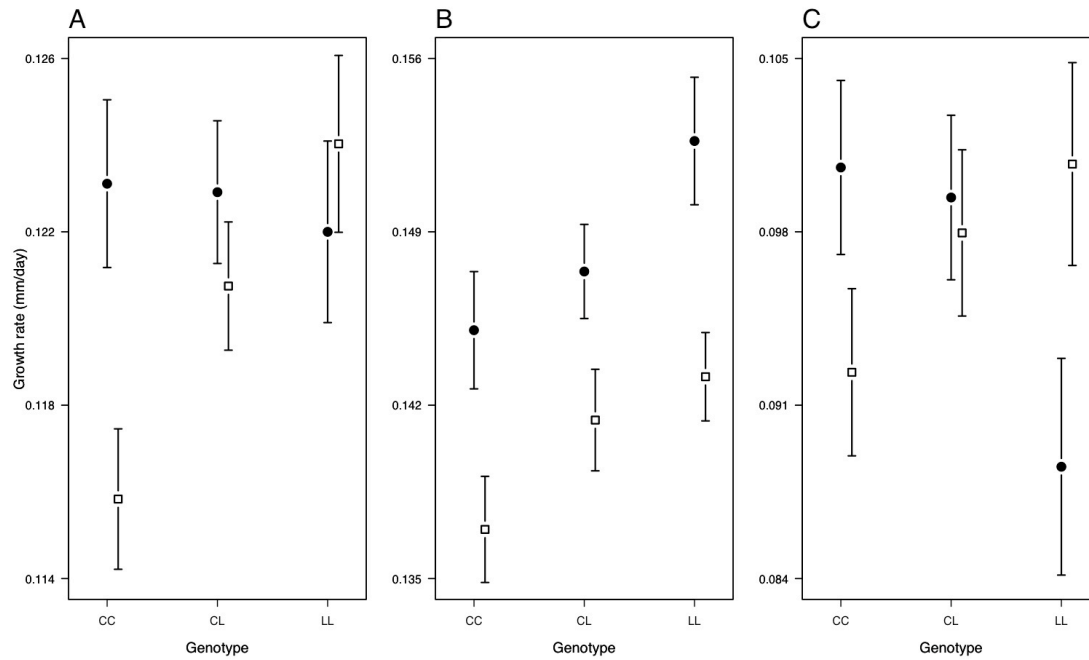 A
B
C
Growth rate (mm/day)
0.126
0.122
0.118
0.114
CC
CL
LL
Genotype
0.156
0.149
0.142
0.135
CC
CL
LL
Genotype
0.105
0.098
0.091
0.084
CC
CL
LL
Genotype